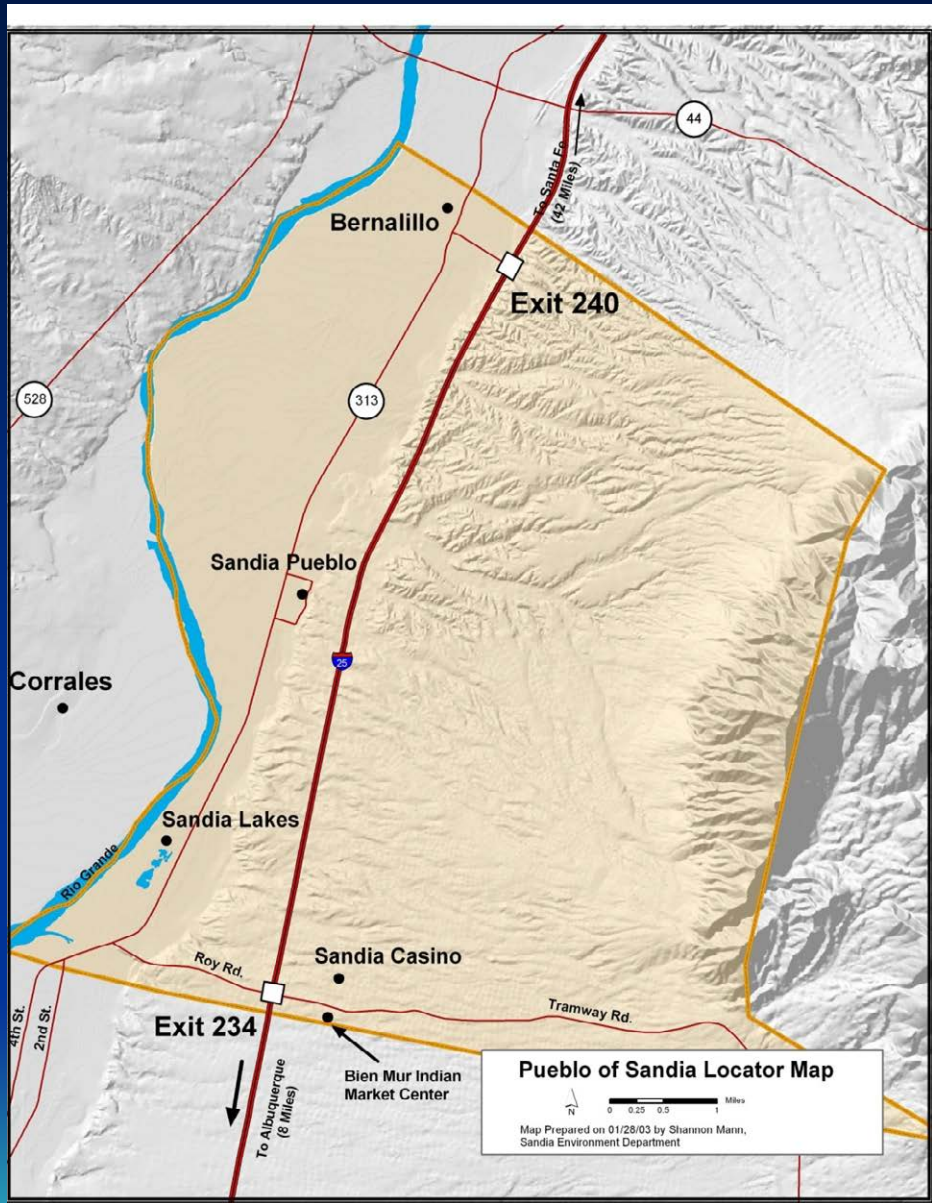 44
To Santa Fe
(42 Miles)
Bernalillo
Exit 240
528
313
Sandia Pueblo
25
Corrales
Sandia Lakes
Rio Grande
Roy Rd.
Sandia Casino
Tramway Rd.
4th St.
2nd St.
Exit 234
Bien Mur Indian
Market Center
To Albuquerque
(8 Miles)
Pueblo of Sandia Locator Map
N
0 0.25 0.5 1 Miles
Map Prepared on 01/28/03 by Shannon Mann,
Sandia Environment Department